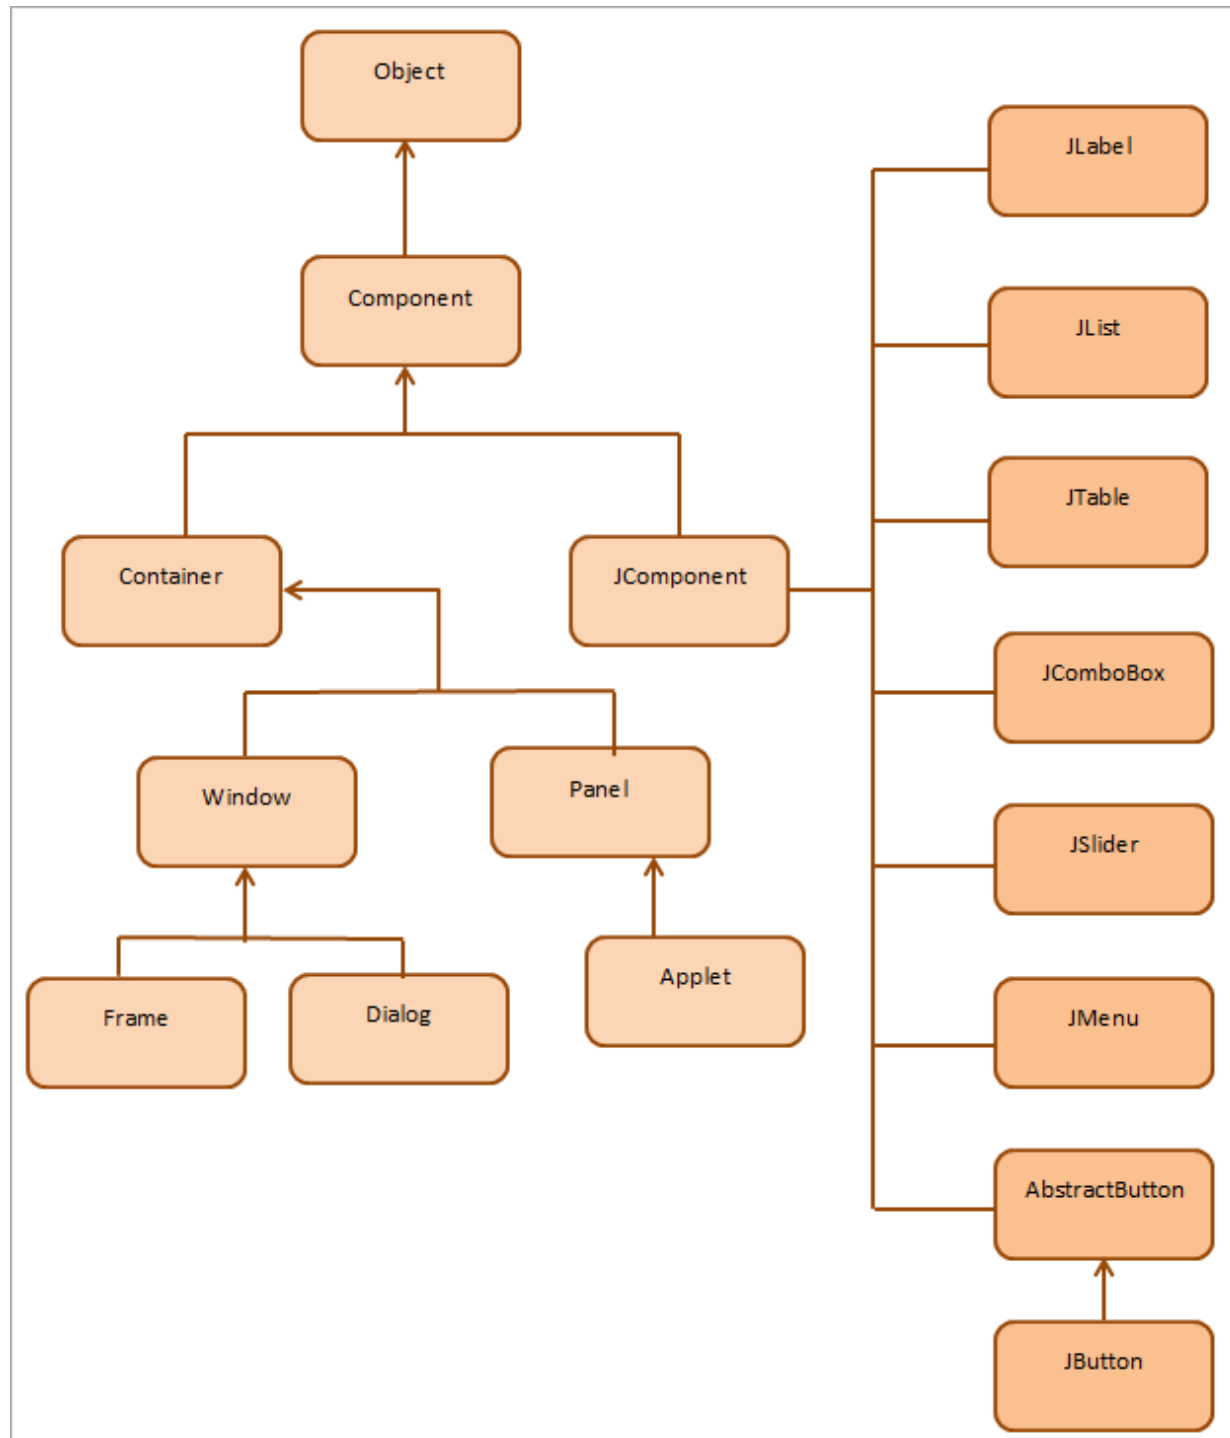 Object
Component
Container
JComponent
Window
Panel
Frame
Dialog
Applet
JLabel
JList
JTable
JComboBox
JSlider
JMenu
AbstractButton
JButton